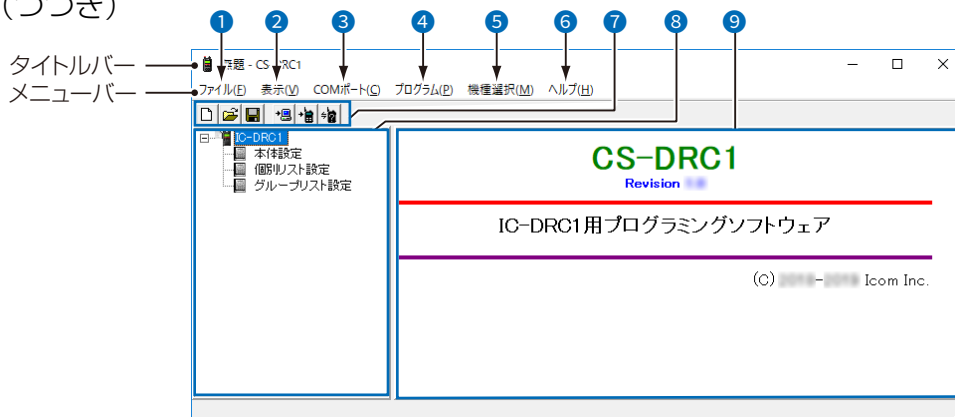 (つづき)
1 2 3 4 5 6 7 8 9
タイトルバー
無題 - CS-DRC1
メニューバー
ファイル(F) 表示(V) COMポート(C) プログラム(P) 機種選択(M) ヘルプ(H)
IC-DRC1
本体設定
個別リスト設定
グループリスト設定
CS-DRC1
Revision
IC-DRC1用プログラミングソフトウェア
(C) - Icom Inc.